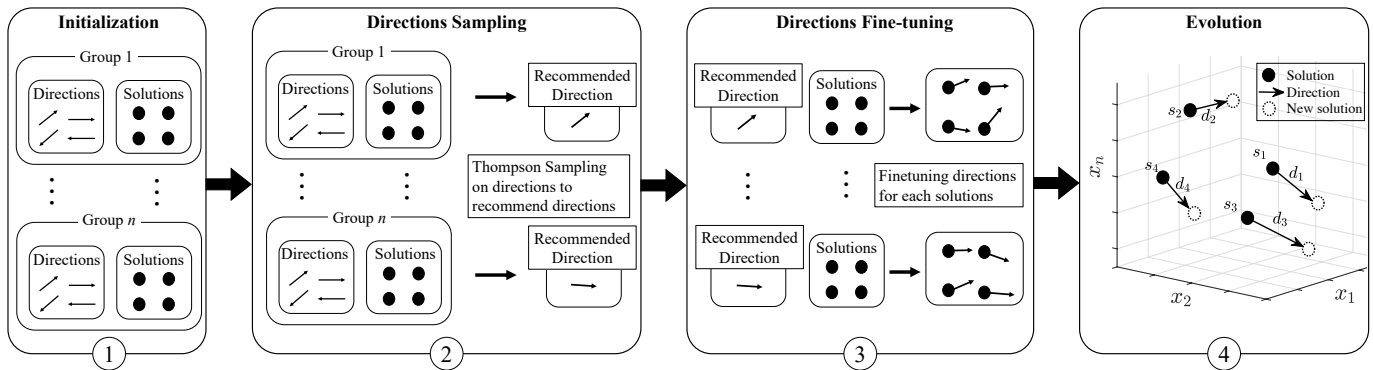 Initialization
Group 1
Directions
Solutions
Group n
Directions
Solutions
1
Directions Sampling
Group 1
Directions
Solutions
Recommended
Direction
Thompson Sampling
on directions to
recommend directions
Group n
Directions
Solutions
Recommended
Direction
2
Directions Fine-tuning
Recommended
Direction
Solutions
Finetuning directions
for each solutions
Recommended
Direction
Solutions
3
Evolution
Solution
Direction
New solution
s₂
d₂
s₁
d₁
s₄
d₄
s₃
d₃
xₙ
x₂
x₁
4